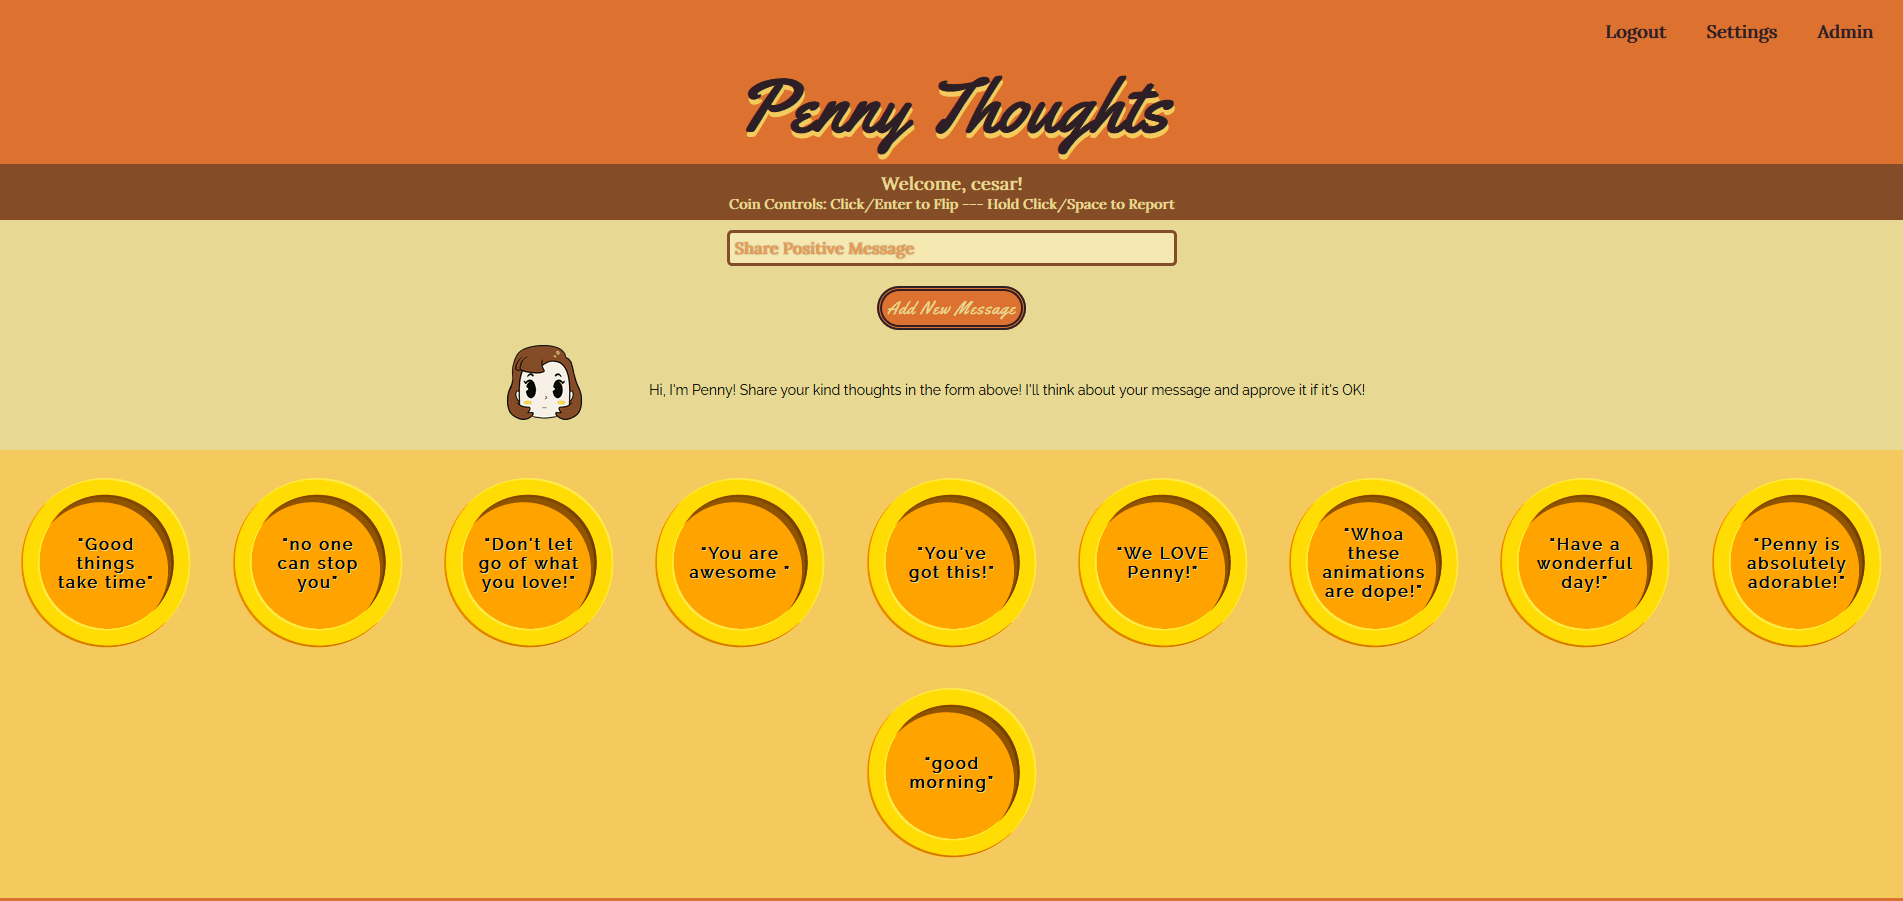 Logout Settings Admin
Penny Thoughts
Welcome, cesar!
Coin Controls: Click/Enter to Flip --- Hold Click/Space to Report
Share Positive Message
Add New Message
Hi, I'm Penny! Share your kind thoughts in the form above! I'll think about your message and approve it if it's OK!
"Good
things
take time"
"no one
can stop
you"
"Don't let
go of what
you love!"
"You are
awesome "
"You've
got this!"
"We LOVE
Penny!"
"Whoa
these
animations
are dope!"
"Have a
wonderful
day!"
"Penny is
absolutely
adorable!"
"good
morning"